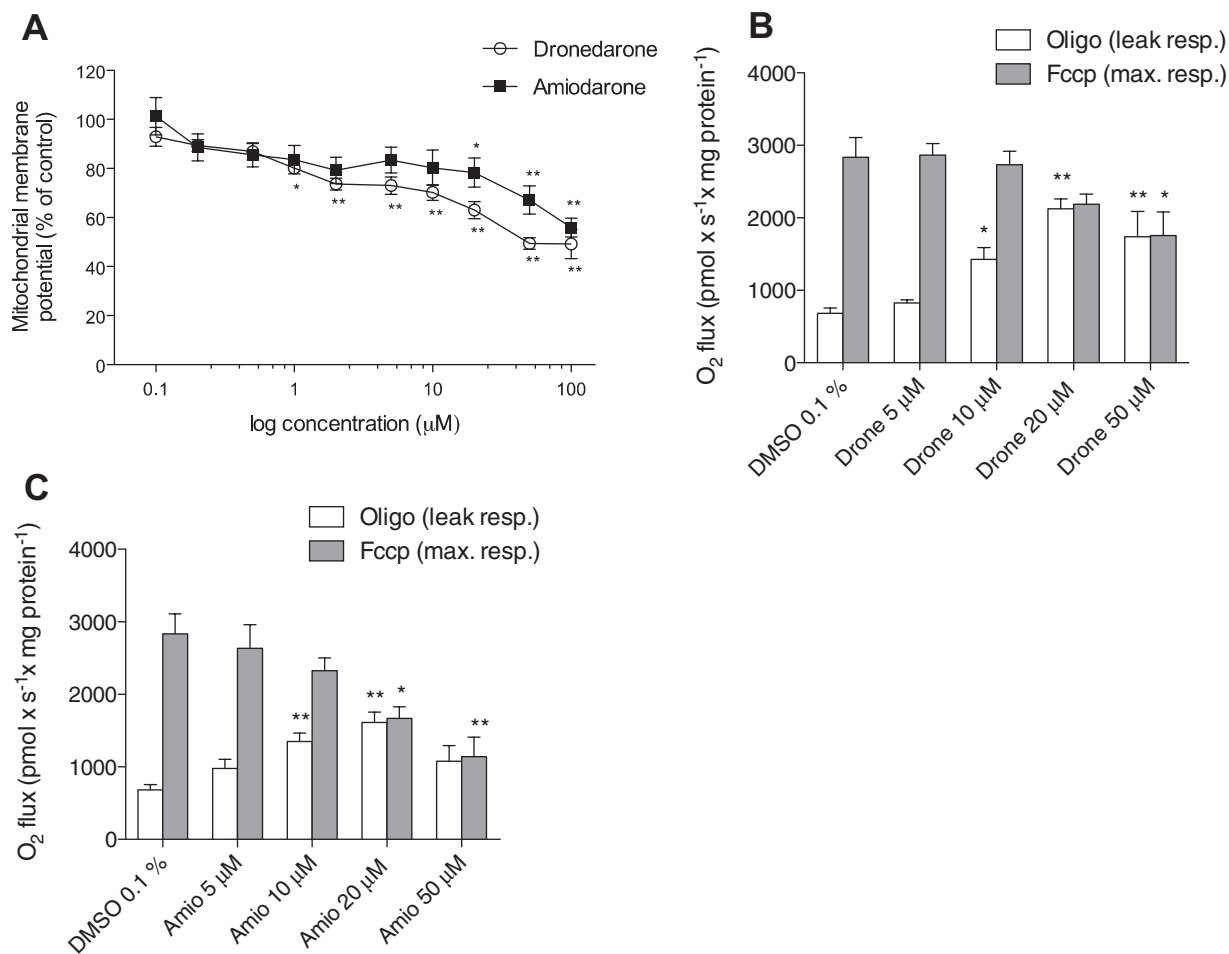 A
Dronedarone
Amiodarone
Mitochondrial membrane
potential (% of control)
120
100
80
60
40
20
0
*
**
**
*
**
**
**
**
**
**
0.1
1
10
100
log concentration (μM)
B
Oligo (leak resp.)
Fccp (max. resp.)
O₂ flux (pmol x s⁻¹x mg protein⁻¹)
4000
3000
2000
1000
0
*
**
**
*
DMSO 0.1 %
Drone 5 μM
Drone 10 μM
Drone 20 μM
Drone 50 μM
C
Oligo (leak resp.)
Fccp (max. resp.)
O₂ flux (pmol x s⁻¹x mg protein⁻¹)
4000
3000
2000
1000
0
**
**
*
**
DMSO 0.1 %
Amio 5 μM
Amio 10 μM
Amio 20 μM
Amio 50 μM